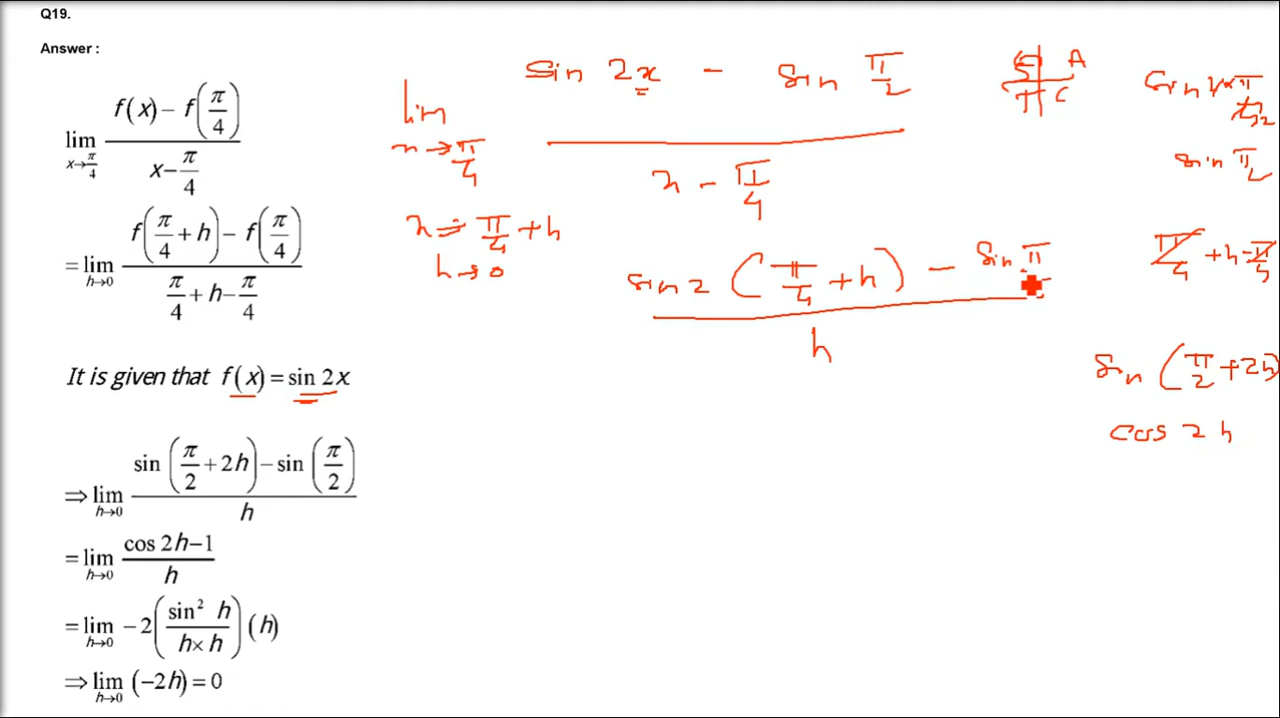 Q19.
Answer :
lim x→π/4 (f(x) − f(π/4)) / (x − π/4)
= lim h→0 (f(π/4 + h) − f(π/4)) / (π/4 + h − π/4)
It is given that f(x) = sin 2x
⇒ lim h→0 (sin(π/2 + 2h) − sin(π/2)) / h
= lim h→0 (cos 2h − 1) / h
= lim h→0 −2(sin² h / h×h)(h)
⇒ lim h→0 (−2h) = 0
lim x→π/4 (sin 2x − sin π/2) / (x − π/4)
x = π/4 + h
h → 0
(sin 2(π/4 + h) − sin π) / h
S A
T C
sin 2×π/4 2
sin π/2
π/4 + h − π/4
sin (π/2 + 2h)
cos 2h